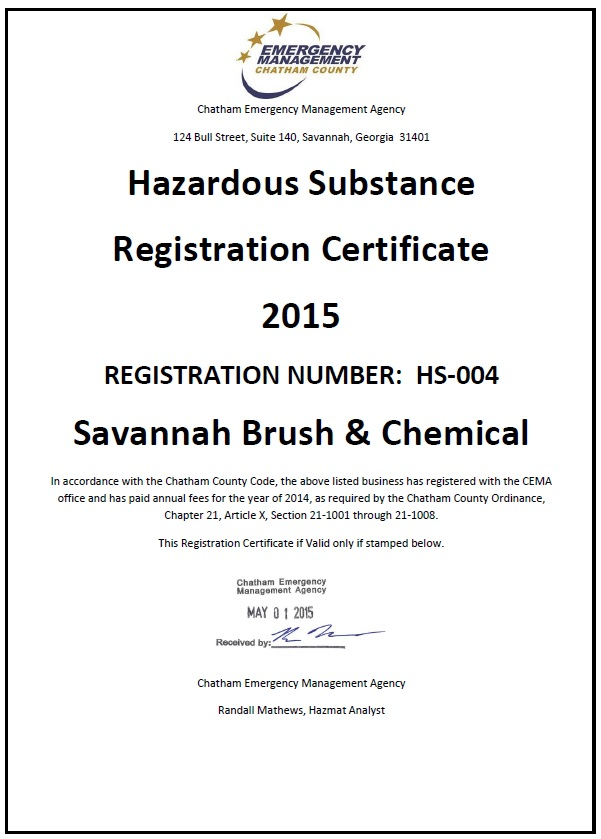 EMERGENCY
MANAGEMENT
CHATHAM COUNTY
Chatham Emergency Management Agency
124 Bull Street, Suite 140, Savannah, Georgia 31401
Hazardous Substance
Registration Certificate
2015
REGISTRATION NUMBER: HS-004
Savannah Brush & Chemical
In accordance with the Chatham County Code, the above listed business has registered with the CEMA
office and has paid annual fees for the year of 2014, as required by the Chatham County Ordinance,
Chapter 21, Article X, Section 21-1001 through 21-1008.
This Registration Certificate if Valid only if stamped below.
Chatham Emergency
Management Agency
MAY 01 2015
Received by:
Chatham Emergency Management Agency
Randall Mathews, Hazmat Analyst